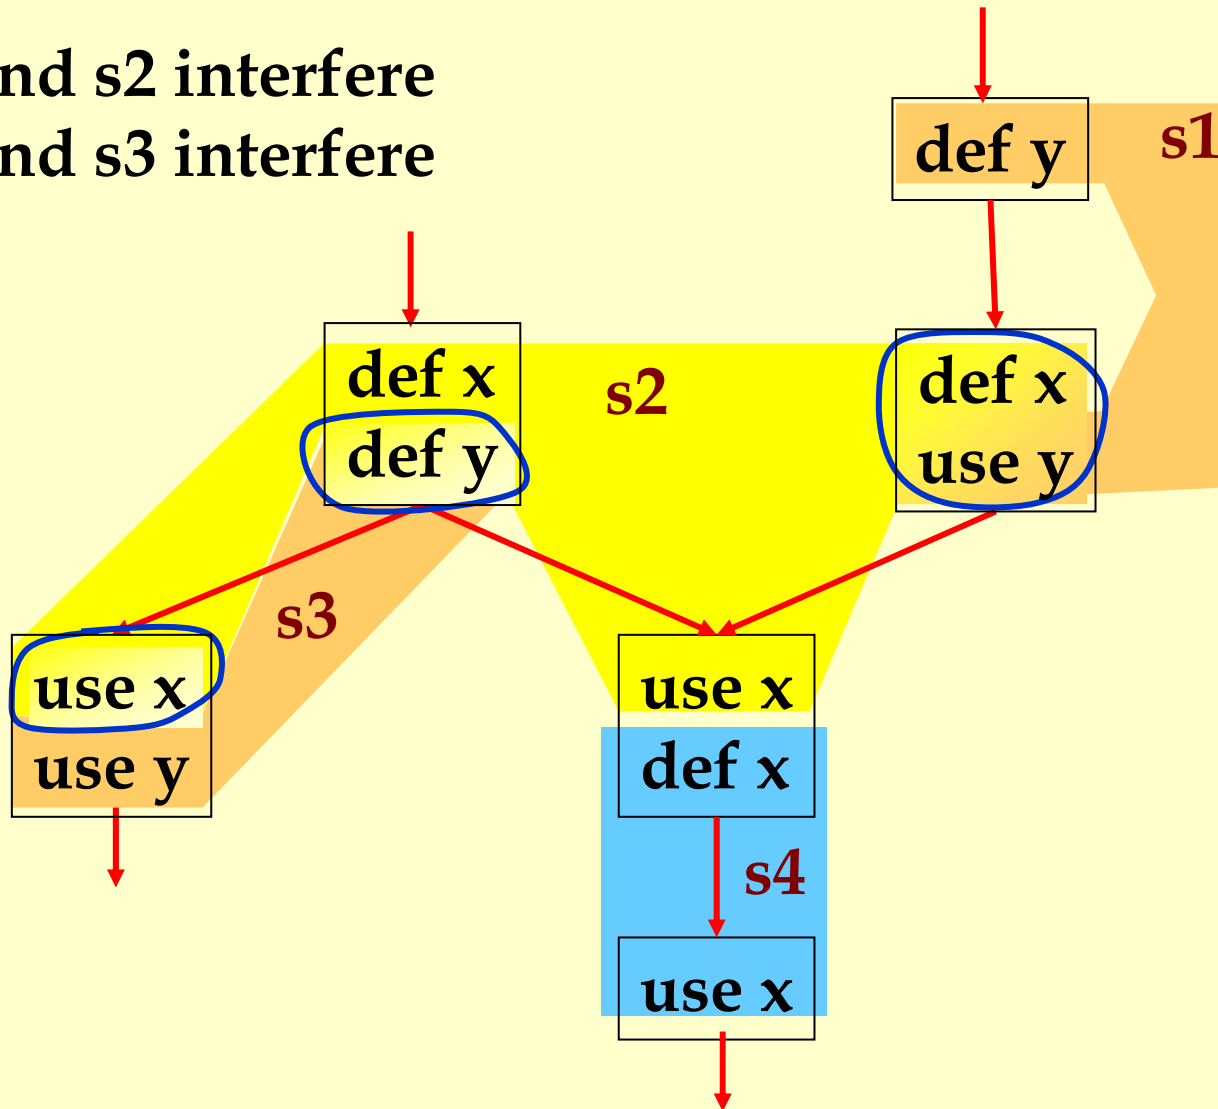 nd s2 interfere
nd s3 interfere
def y
s1
def x
def y
s2
def x
use y
s3
use x
use y
use x
def x
s4
use x